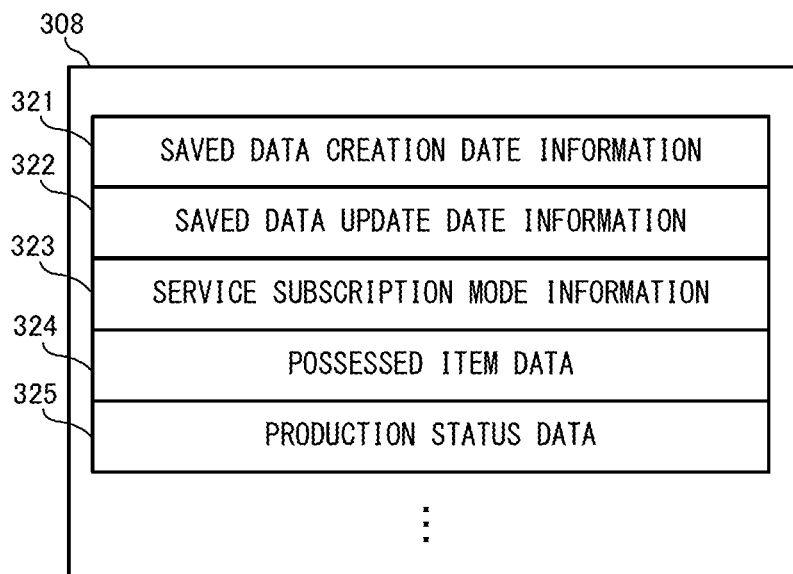 308
321
SAVED DATA CREATION DATE INFORMATION
322
SAVED DATA UPDATE DATE INFORMATION
323
SERVICE SUBSCRIPTION MODE INFORMATION
324
POSSESSED ITEM DATA
325
PRODUCTION STATUS DATA